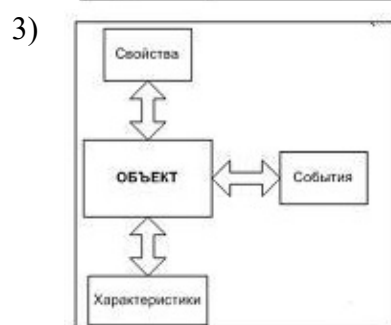 3)
Свойства
ОБЪЕКТ
События
Характеристики